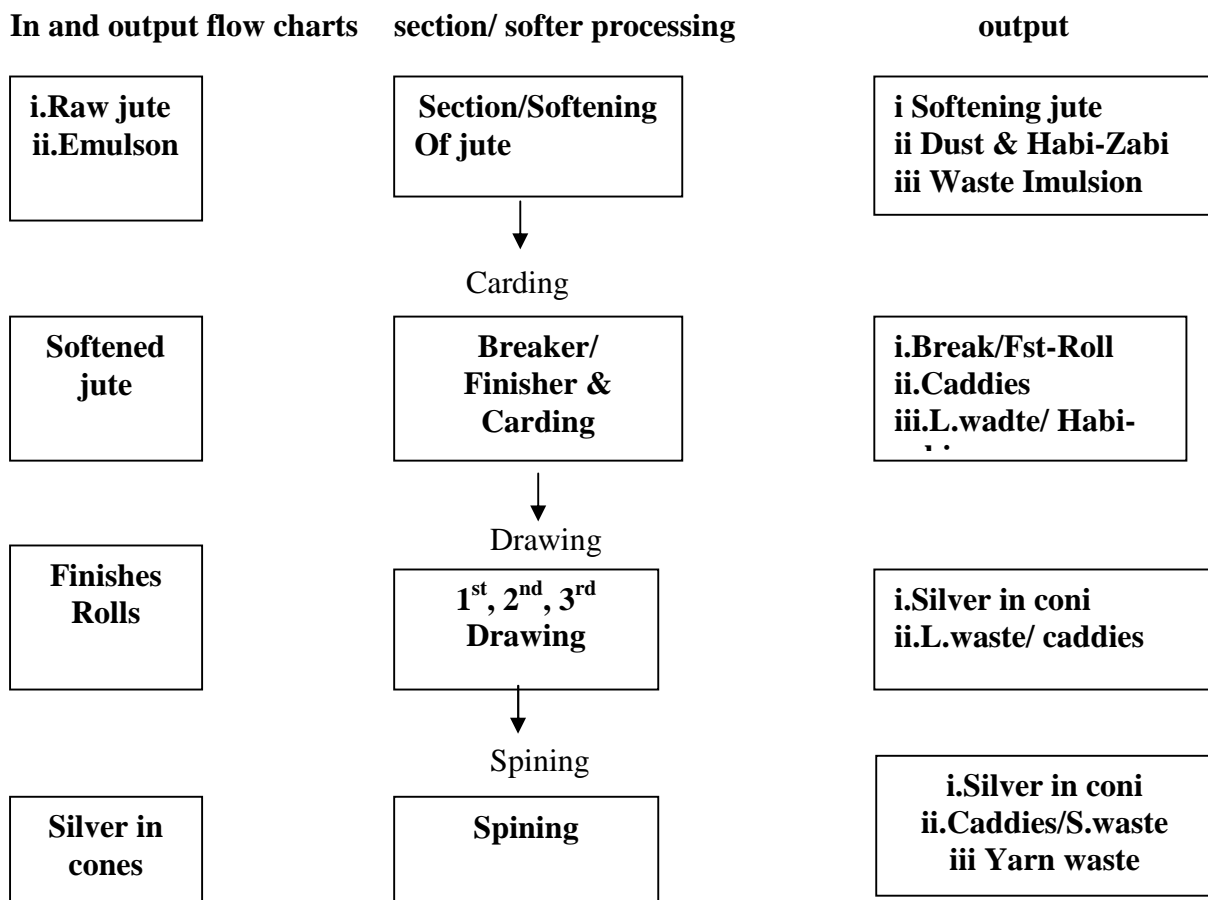 In and output flow charts section/ softer processing output
i.Raw jute
ii.Emulson
Section/Softening
Of jute
i Softening jute
ii Dust & Habi-Zabi
iii Waste Imulsion
Carding
Softened
jute
Breaker/
Finisher &
Carding
i.Break/Fst-Roll
ii.Caddies
iii.L.wadte/ Habi-
Drawing
Finishes
Rolls
1st, 2nd, 3rd
Drawing
i.Silver in coni
ii.L.waste/ caddies
Spining
Silver in
cones
Spining
i.Silver in coni
ii.Caddies/S.waste
iii Yarn waste